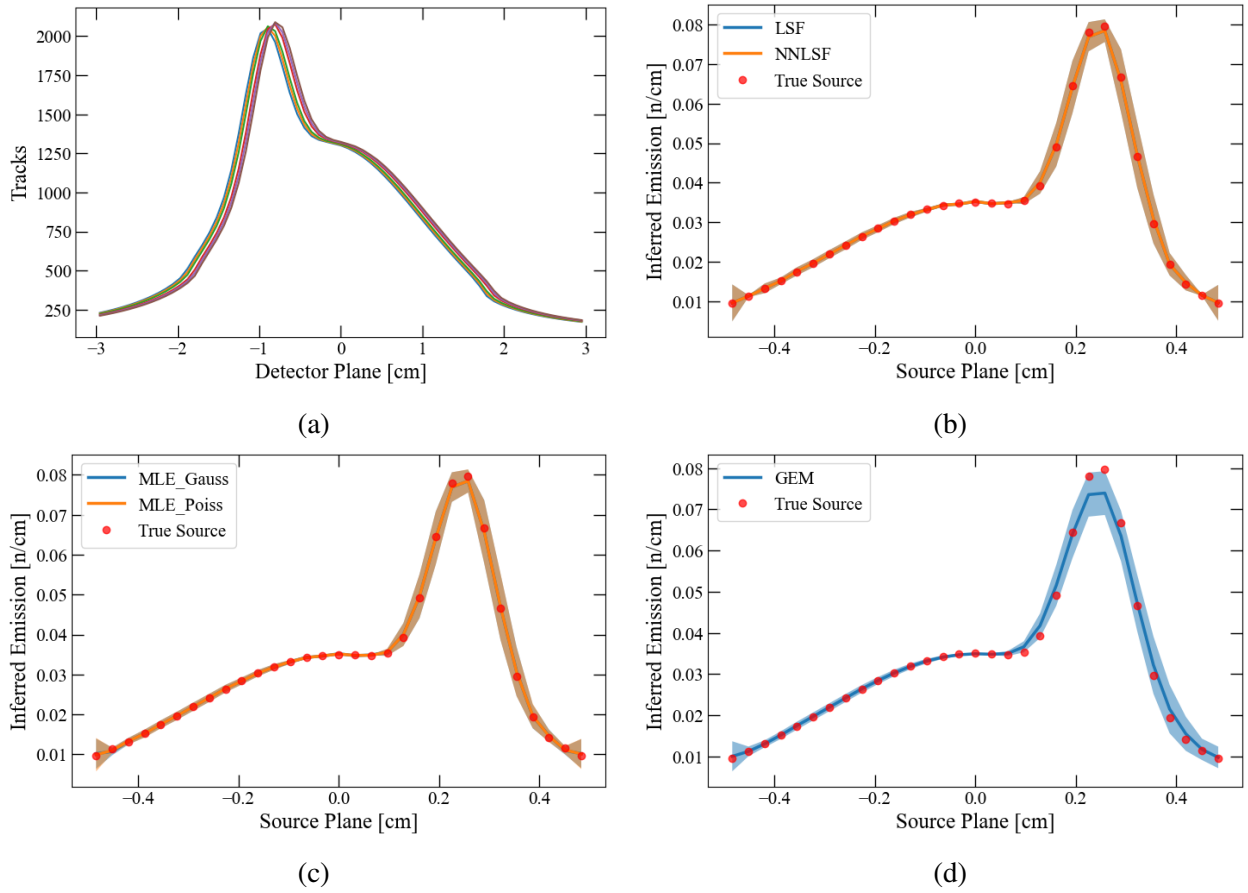 2000
1750
1500
1250
1000
750
500
250
Tracks
−3 −2 −1 0 1 2 3
Detector Plane [cm]
(a)
0.08
0.07
0.06
0.05
0.04
0.03
0.02
0.01
Inferred Emission [n/cm]
LSF
NNLSF
True Source
−0.4 −0.2 0.0 0.2 0.4
Source Plane [cm]
(b)
0.08
0.07
0.06
0.05
0.04
0.03
0.02
0.01
Inferred Emission [n/cm]
MLE_Gauss
MLE_Poiss
True Source
−0.4 −0.2 0.0 0.2 0.4
Source Plane [cm]
(c)
0.08
0.07
0.06
0.05
0.04
0.03
0.02
0.01
Inferred Emission [n/cm]
GEM
True Source
−0.4 −0.2 0.0 0.2 0.4
Source Plane [cm]
(d)